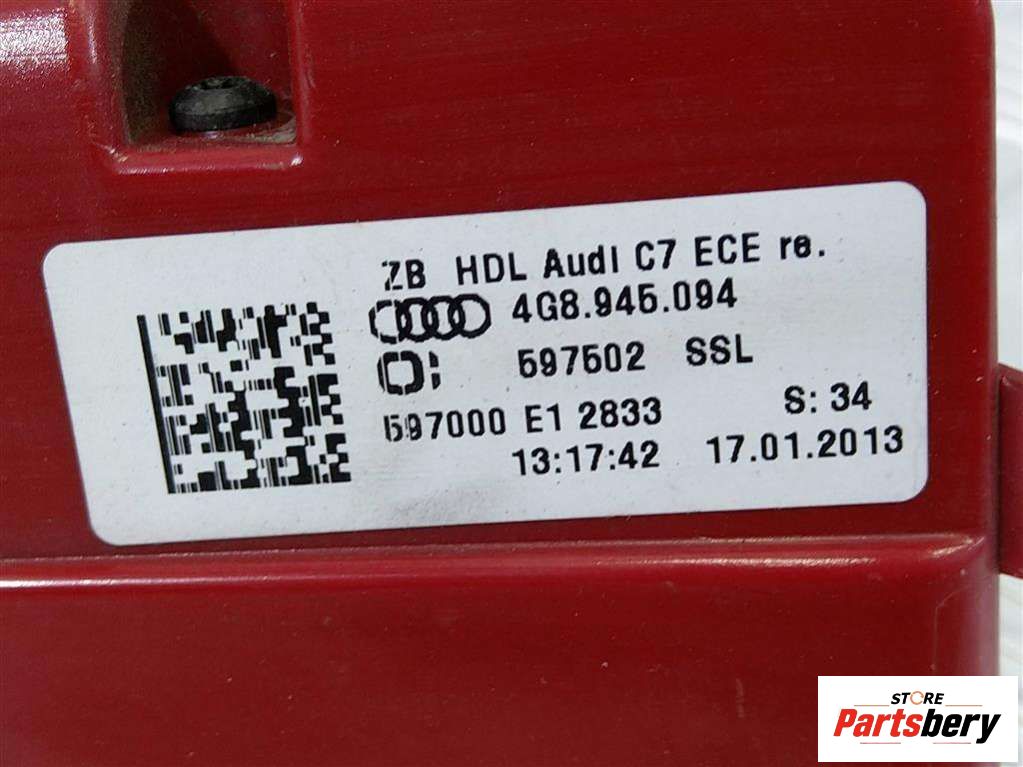 ZB HDL Audi C7 ECE re.
4G8.945.094
597502 SSL
597000 E1 2833 S: 34
13:17:42 17.01.2013
STORE
Partsbery